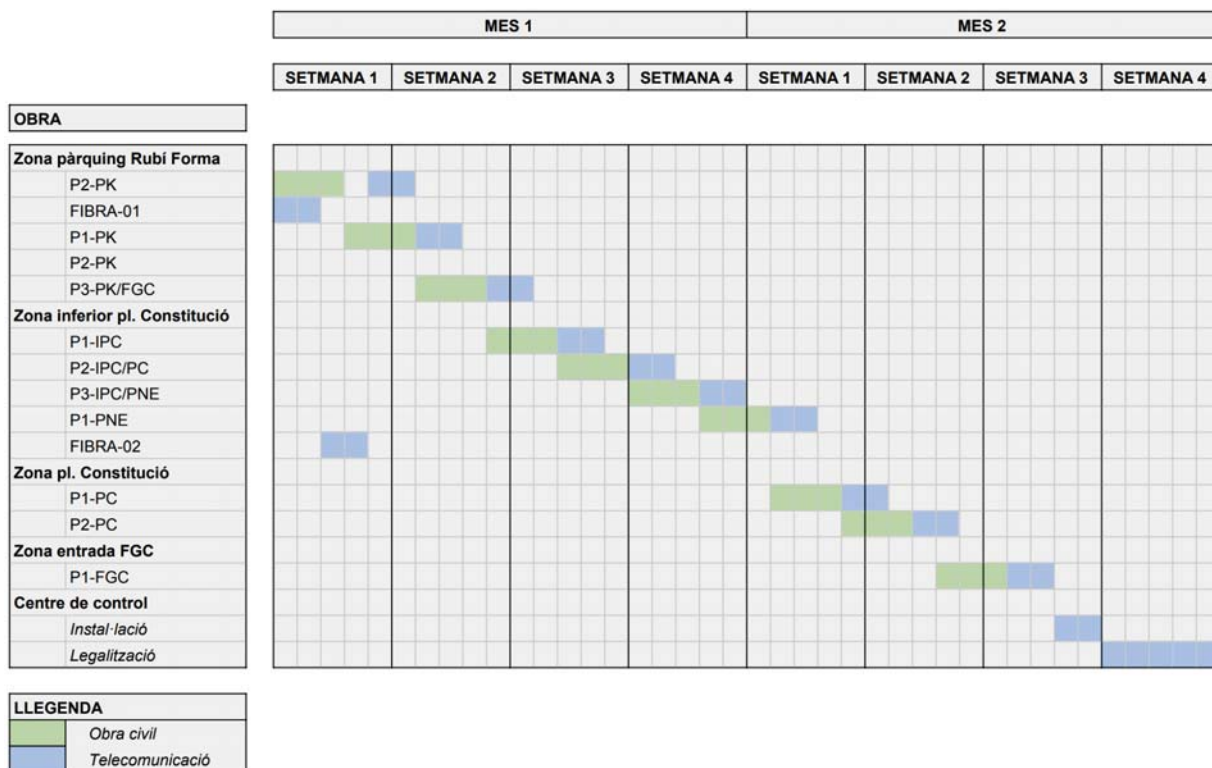 MES 1 MES 2
SETMANA 1 SETMANA 2 SETMANA 3 SETMANA 4 SETMANA 1 SETMANA 2 SETMANA 3 SETMANA 4
OBRA
Zona pàrquing Rubí Forma
P2-PK
FIBRA-01
P1-PK
P2-PK
P3-PK/FGC
Zona inferior pl. Constitució
P1-IPC
P2-IPC/PC
P3-IPC/PNE
P1-PNE
FIBRA-02
Zona pl. Constitució
P1-PC
P2-PC
Zona entrada FGC
P1-FGC
Centre de control
Instal·lació
Legalització
LLEGENDA
Obra civil
Telecomunicació